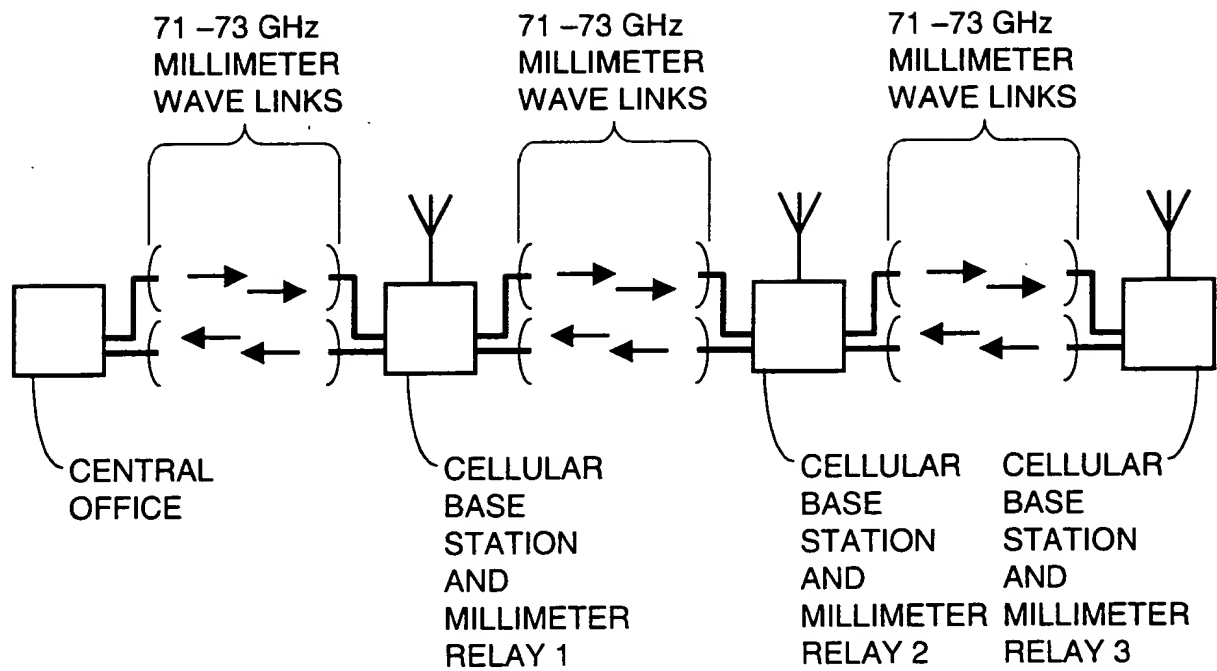 71 –73 GHz
MILLIMETER
WAVE LINKS
71 –73 GHz
MILLIMETER
WAVE LINKS
71 –73 GHz
MILLIMETER
WAVE LINKS
CENTRAL
OFFICE
CELLULAR
BASE
STATION
AND
MILLIMETER
RELAY 1
CELLULAR
BASE
STATION
AND
MILLIMETER
RELAY 2
CELLULAR
BASE
STATION
AND
MILLIMETER
RELAY 3